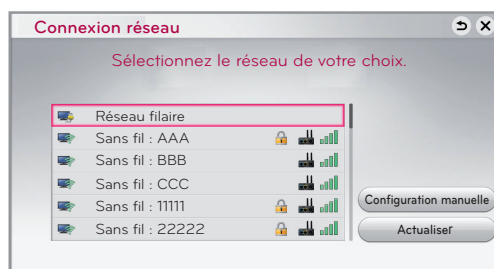 Connexion réseau
Sélectionnez le réseau de votre choix.
Réseau filaire
Sans fil : AAA
Sans fil : BBB
Sans fil : CCC
Sans fil : 11111
Sans fil : 22222
Configuration manuelle
Actualiser